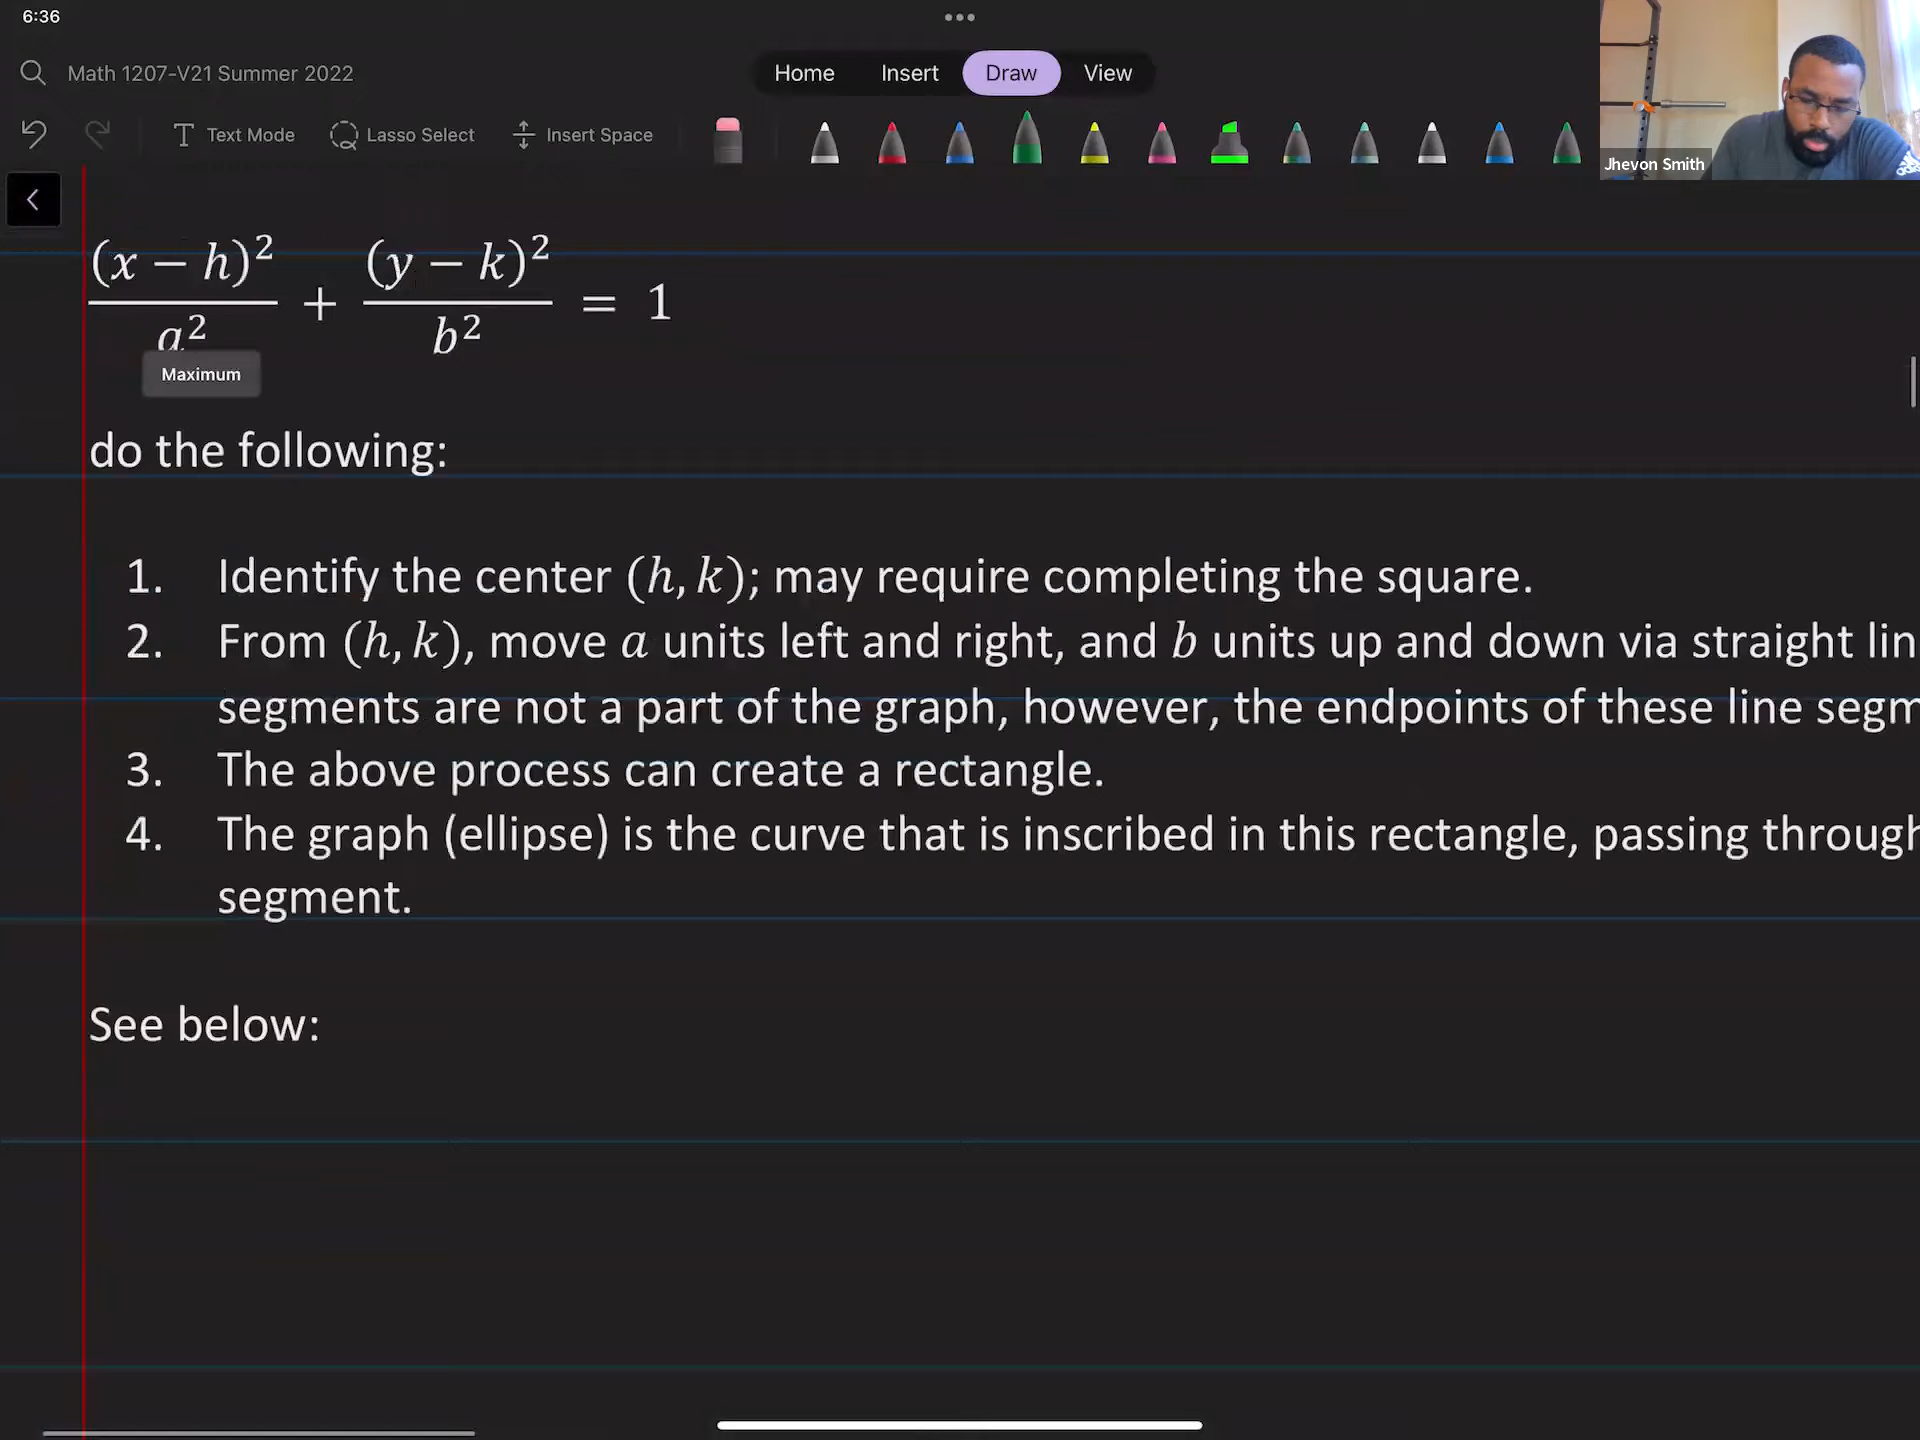 6:36
Math 1207-V21 Summer 2022
Home Insert Draw View
Text Mode Lasso Select Insert Space
Jhevon Smith
(x − h)²/a² + (y − k)²/b² = 1
Maximum
do the following:
1. Identify the center (h, k); may require completing the square.
2. From (h, k), move a units left and right, and b units up and down via straight lin
segments are not a part of the graph, however, the endpoints of these line segm
3. The above process can create a rectangle.
4. The graph (ellipse) is the curve that is inscribed in this rectangle, passing through
segment.
See below: